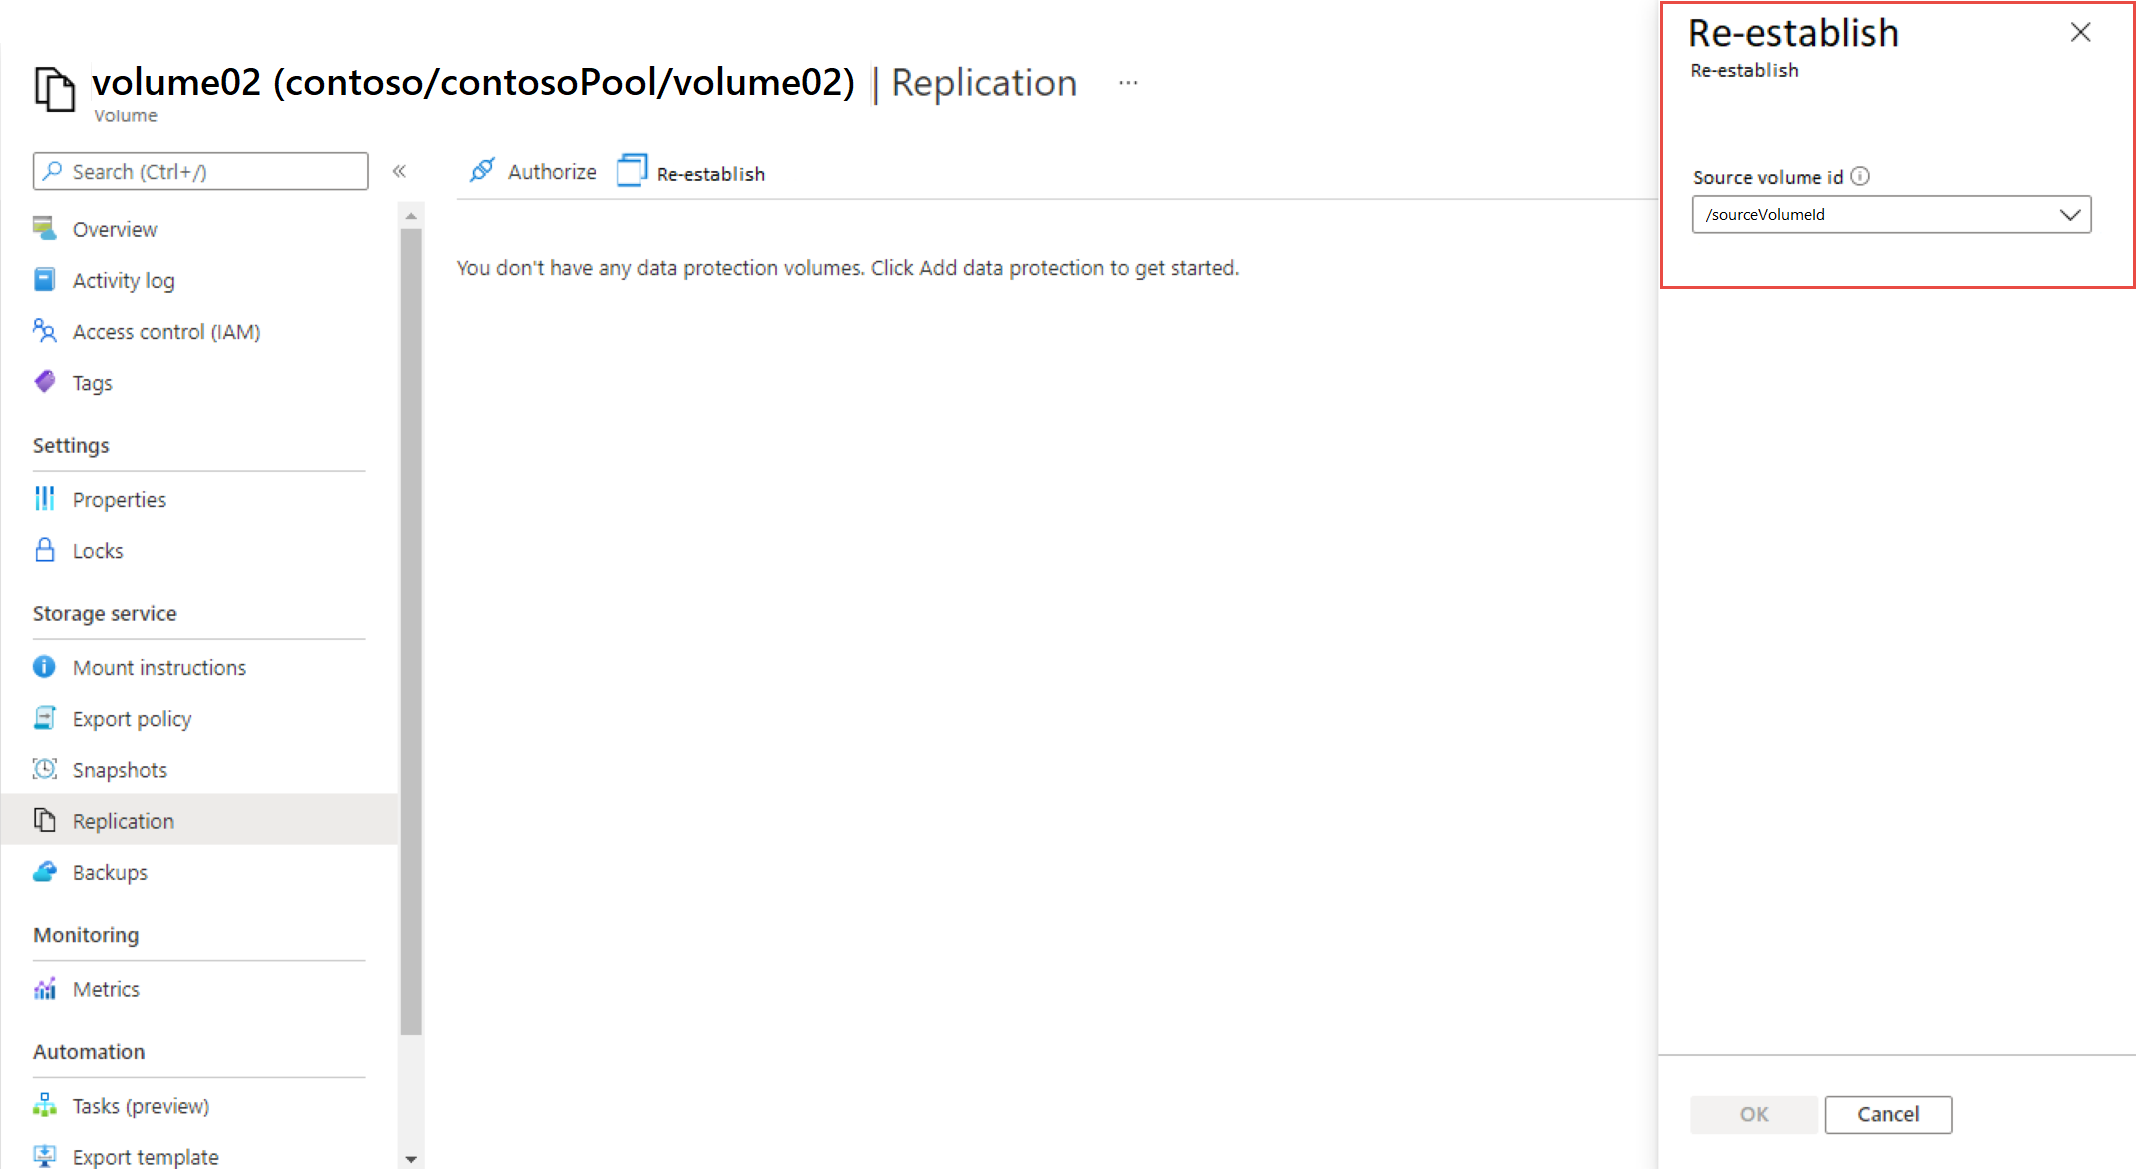 volume02 (contoso/contosoPool/volume02) | Replication ...
Volume
Search (Ctrl+/)
«
Overview
Activity log
Access control (IAM)
Tags
Settings
Properties
Locks
Storage service
Mount instructions
Export policy
Snapshots
Replication
Backups
Monitoring
Metrics
Automation
Tasks (preview)
Export template
Authorize
Re-establish
You don't have any data protection volumes. Click Add data protection to get started.
Re-establish
Re-establish
Source volume id
/sourceVolumeId
OK
Cancel